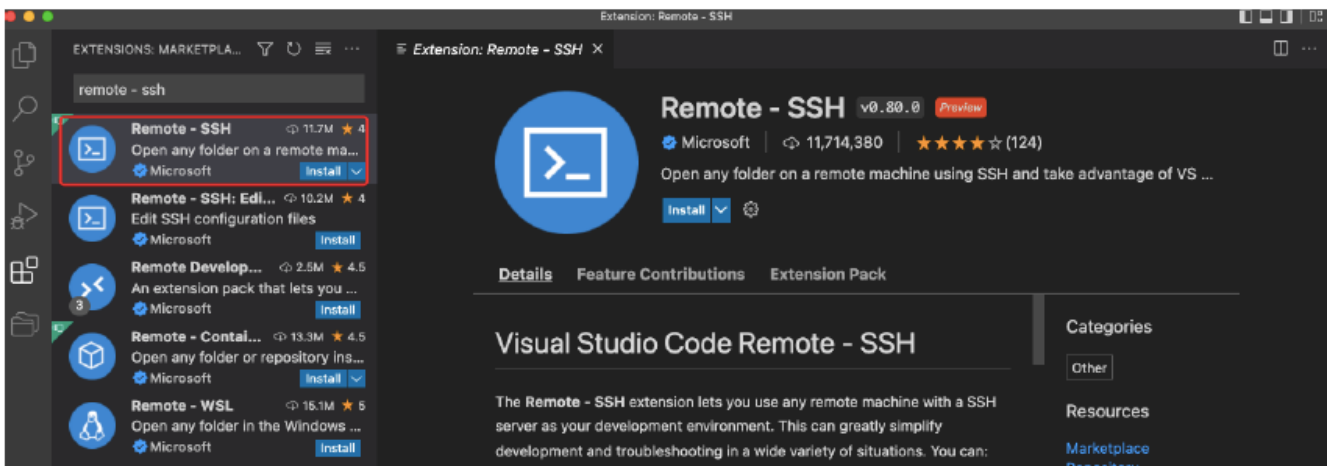 Extension: Remote - SSH
EXTENSIONS: MARKETPLA... ...
remote - ssh
Remote - SSH 11.7M ★ 4
Open any folder on a remote ma...
Microsoft Install
Remote - SSH: Edi... 10.2M ★ 4
Edit SSH configuration files
Microsoft Install
Remote Develop... 2.5M ★ 4.5
An extension pack that lets you ...
3 Microsoft Install
Remote - Contai... 13.3M ★ 4.5
Open any folder or repository ins...
Microsoft Install
Remote - WSL 15.1M ★ 5
Open any folder in the Windows ...
Microsoft Install
Extension: Remote - SSH ×
>_
Remote - SSH v0.80.0 Preview
Microsoft | 11,714,380 | ★★★★☆(124)
Open any folder on a remote machine using SSH and take advantage of VS ...
Install
Details Feature Contributions Extension Pack
Visual Studio Code Remote - SSH
The Remote - SSH extension lets you use any remote machine with a SSH
server as your development environment. This can greatly simplify
development and troubleshooting in a wide variety of situations. You can:
Categories
Other
Resources
Marketplace